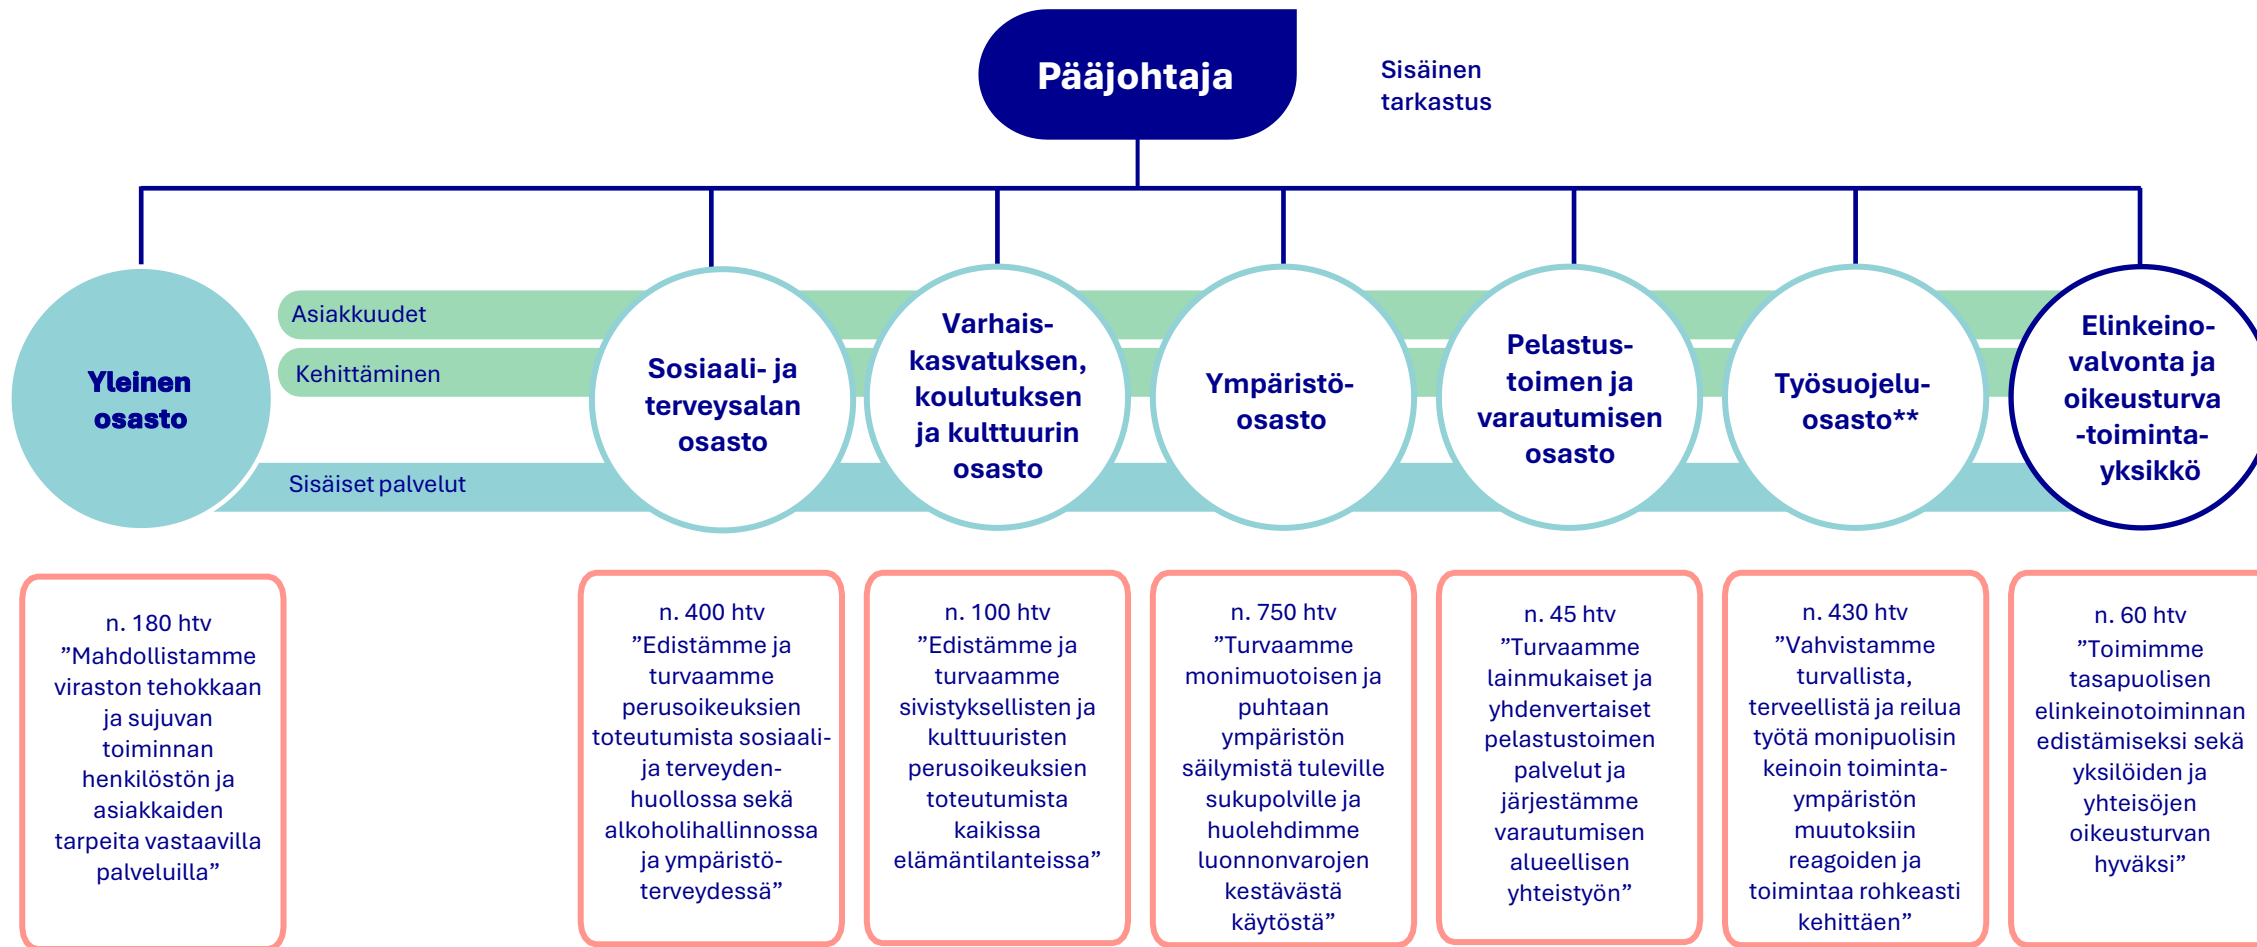 Pääjohtaja
Sisäinen
tarkastus
Asiakkuudet
Kehittäminen
Sisäiset palvelut
Yleinen
osasto
Sosiaali- ja
terveysalan
osasto
Varhais-
kasvatuksen,
koulutuksen
ja kulttuurin
osasto
Ympäristö-
osasto
Pelastus-
toimen ja
varautumisen
osasto
Työsuojelu-
osasto**
Elinkeino-
valvonta ja
oikeusturva
-toiminta-
yksikkö
n. 180 htv
”Mahdollistamme
viraston tehokkaan
ja sujuvan
toiminnan
henkilöstön ja
asiakkaiden
tarpeita vastaavilla
palveluilla”
n. 400 htv
”Edistämme ja
turvaamme
perusoikeuksien
toteutumista sosiaali-
ja terveyden-
huollossa sekä
alkoholihallinnossa
ja ympäristö-
terveydessä”
n. 100 htv
”Edistämme ja
turvaamme
sivistyksellisten ja
kulttuuristen
perusoikeuksien
toteutumista
kaikissa
elämäntilanteissa”
n. 750 htv
”Turvaamme
monimuotoisen ja
puhtaan
ympäristön
säilymistä tuleville
sukupolville ja
huolehdimme
luonnonvarojen
kestävästä
käytöstä”
n. 45 htv
”Turvaamme
lainmukaiset ja
yhdenvertaiset
pelastustoimen
palvelut ja
järjestämme
varautumisen
alueellisen
yhteistyön”
n. 430 htv
”Vahvistamme
turvallista,
terveellistä ja reilua
työtä monipuolisin
keinoin toiminta-
ympäristön
muutoksiin
reagoiden ja
toimintaa rohkeasti
kehittäen”
n. 60 htv
”Toimimme
tasapuolisen
elinkeinotoiminnan
edistämiseksi sekä
yksilöiden ja
yhteisöjen
oikeusturvan
hyväksi”